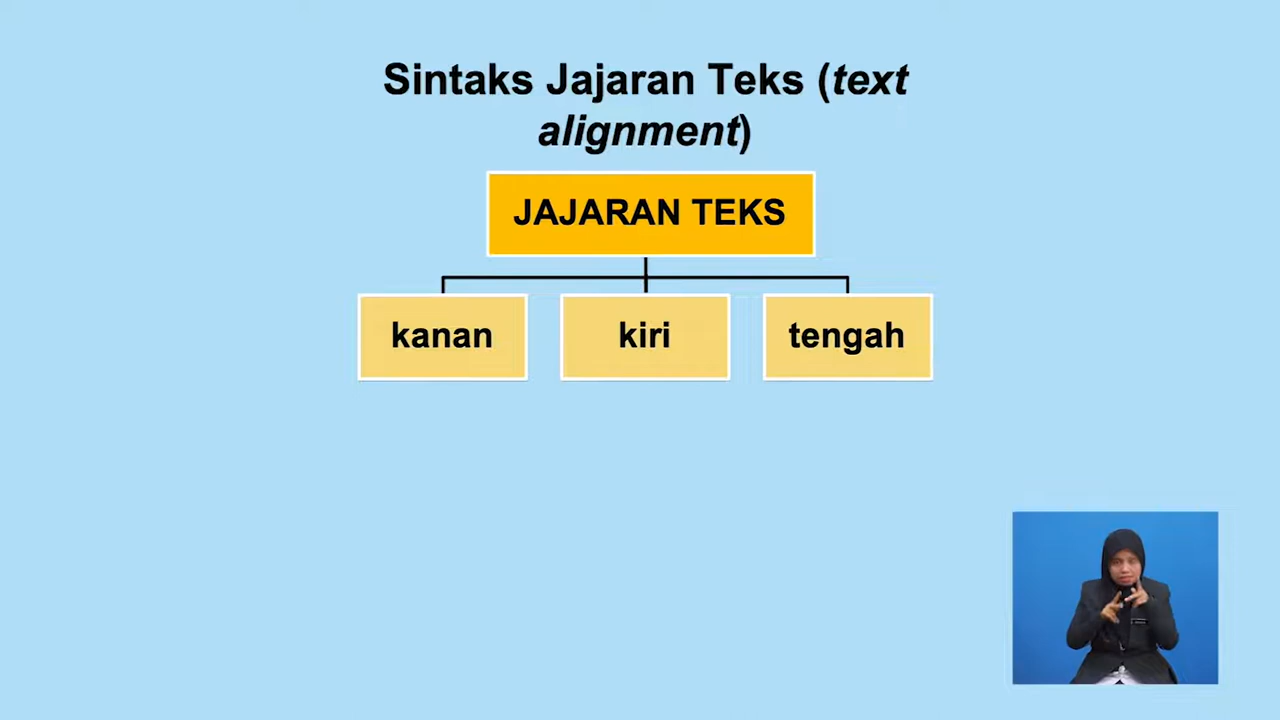 Sintaks Jajaran Teks (text
alignment)
JAJARAN TEKS
kanan
kiri
tengah